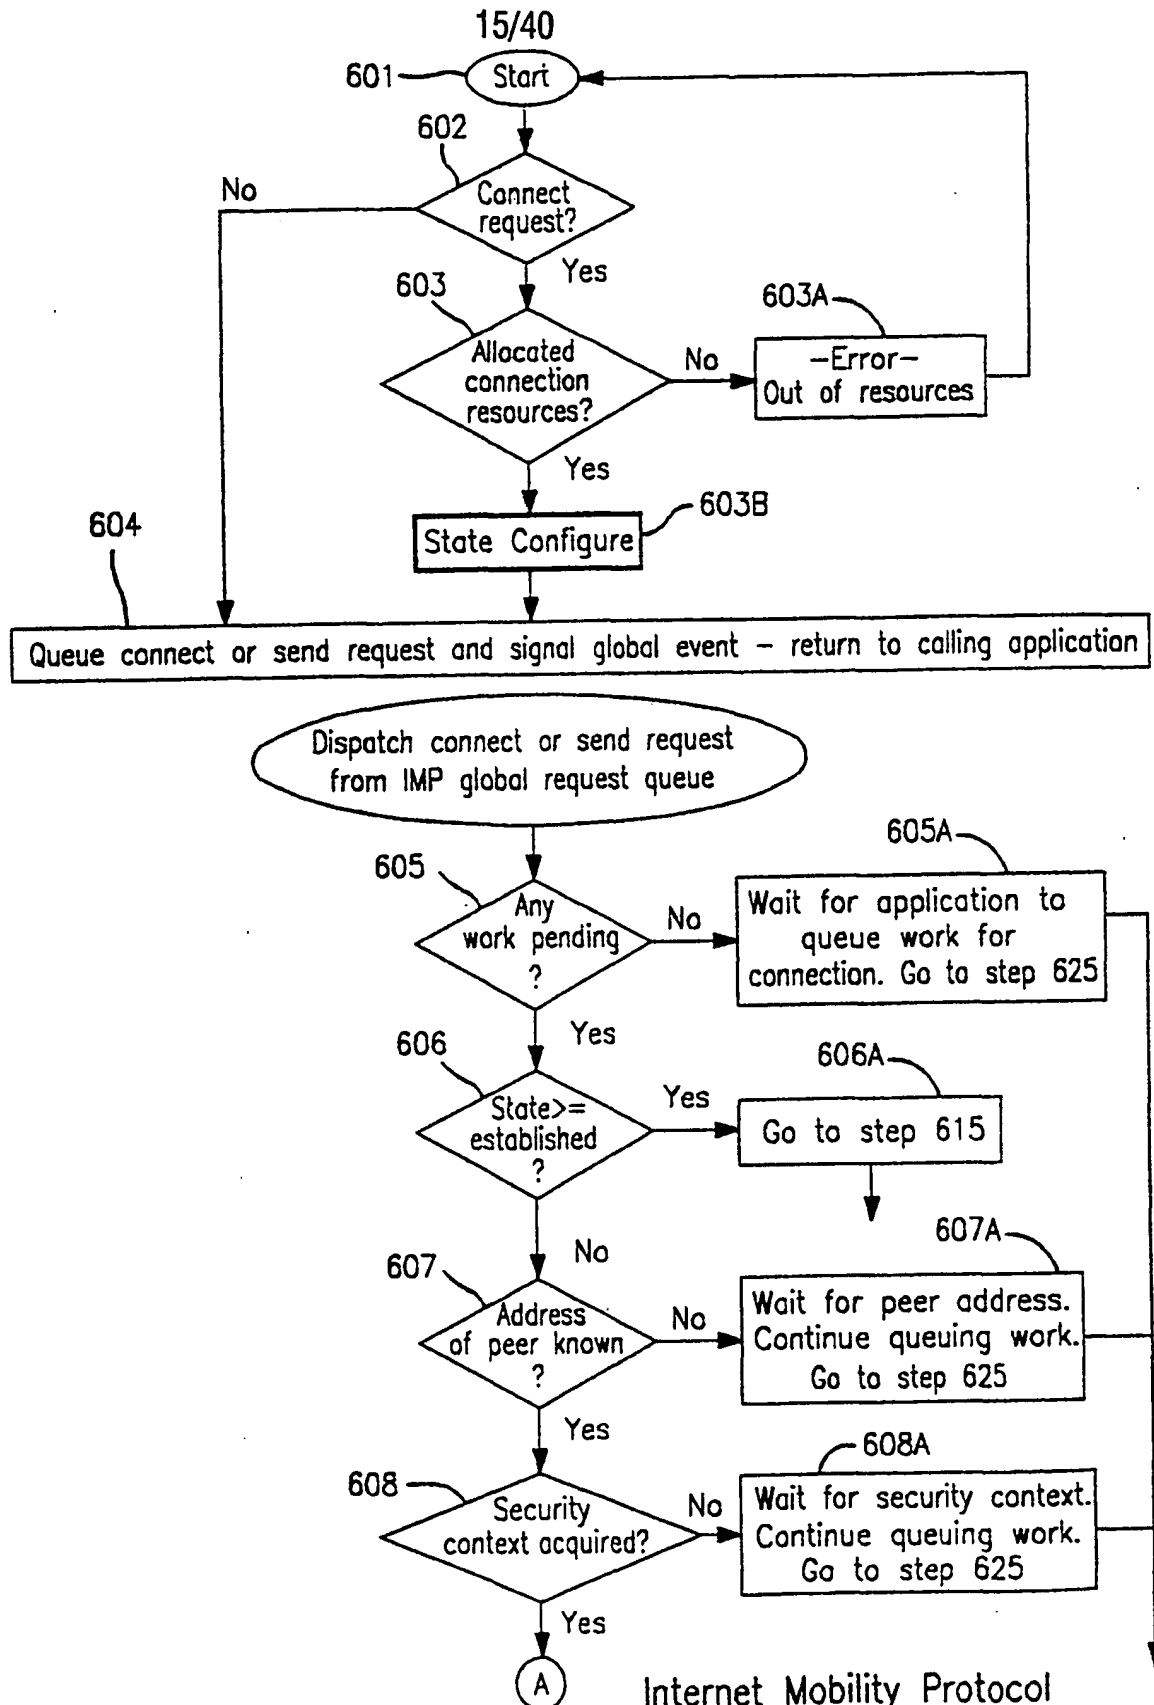 15/40
601
Start
602
No
Connect
request?
Yes
603
603A
Allocated
connection
resources?
No
-Error-
Out of resources
Yes
603B
State Configure
604
Queue connect or send request and signal global event - return to calling application
Dispatch connect or send request
from IMP global request queue
605
605A
Any
work pending
?
No
Wait for application to
queue work for
connection. Go to step 625
Yes
606
606A
State>=
established
?
Yes
Go to step 615
No
607
607A
Address
of peer known
?
No
Wait for peer address.
Continue queuing work.
Go to step 625
Yes
608
608A
Security
context acquired?
No
Wait for security context.
Continue queuing work.
Go to step 625
Yes
A
Internet Mobility Protocol